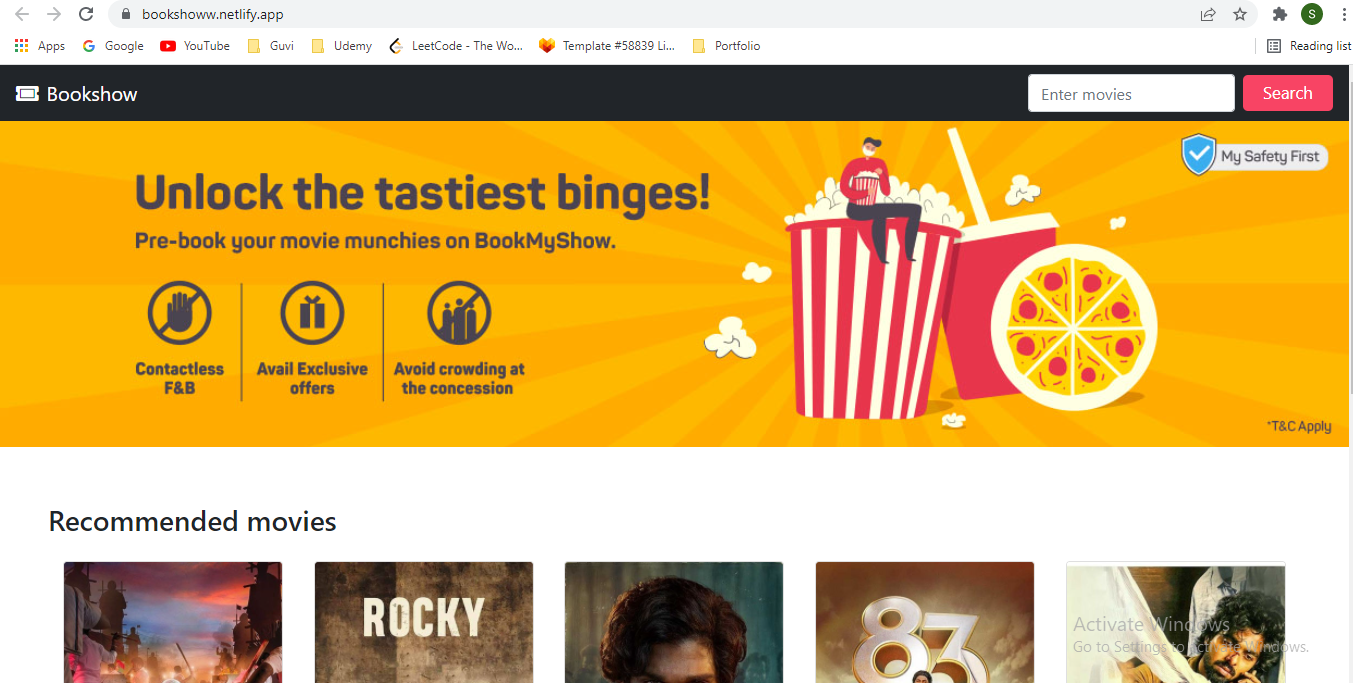 bookshoww.netlify.app
S
Apps
Google
YouTube
Guvi
Udemy
LeetCode - The Wo...
Template #58839 Li...
Portfolio
Reading list
Bookshow
Enter movies
Search
My Safety First
Unlock the tastiest binges!
Pre-book your movie munchies on BookMyShow.
Contactless
F&B
Avail Exclusive
offers
Avoid crowding at
the concession
*T&C Apply
Recommended movies
ROCKY
83
Activate Windows
Go to Settings to activate Windows.